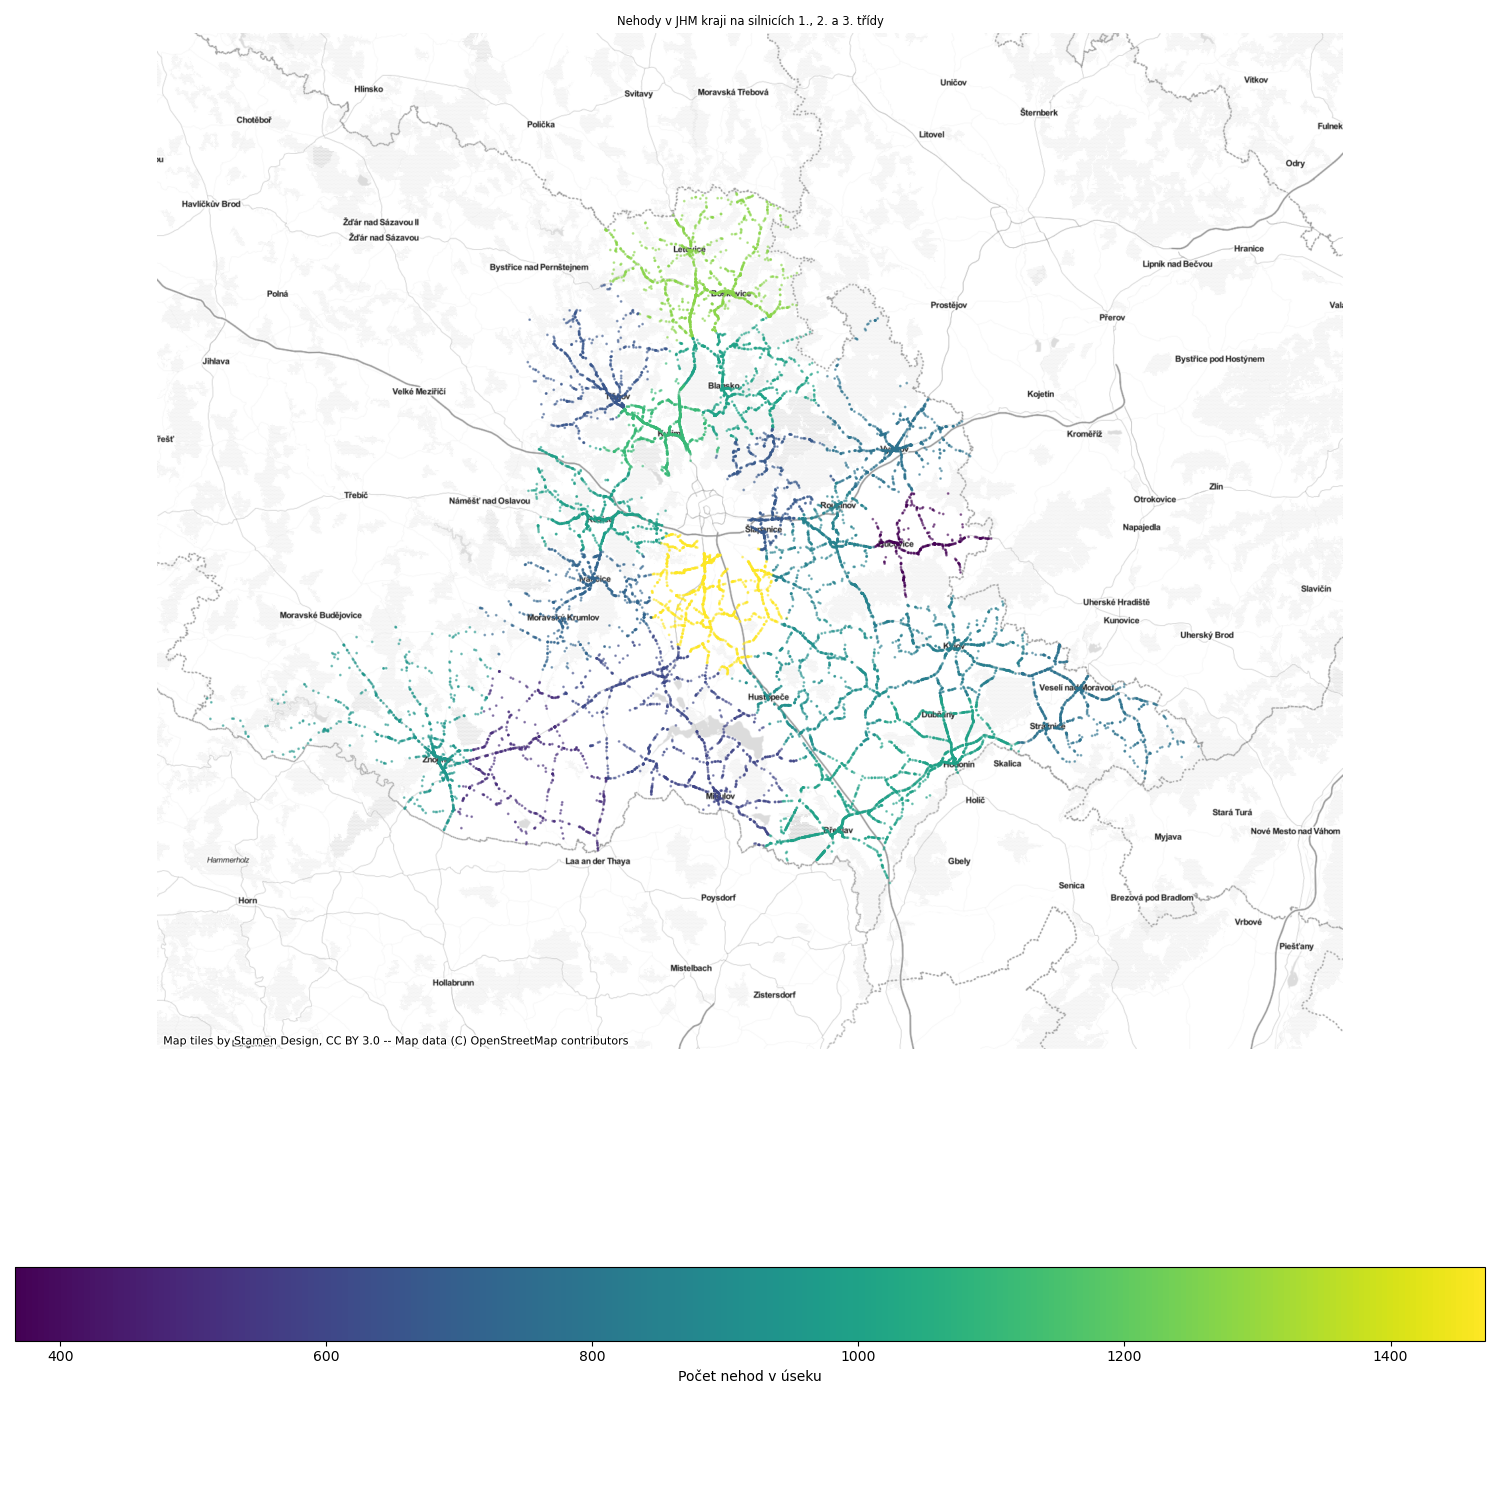 Nehody v JHM kraji na silnicích 1., 2. a 3. třídy
Hlinsko
Svitavy
Moravská Třebová
Uničov
Vítkov
Chotěboř
Polička
Šternberk
Litovel
Fulnek
Odry
Havlíčkův Brod
Žďár nad Sázavou II
Žďár nad Sázavou
Letovice
Hranice
Bystřice nad Pernštejnem
Lipník nad Bečvou
Polná
Boskovice
Prostějov
Přerov
Vala
Jihlava
Bystřice pod Hostýnem
Velké Meziříčí
Blansko
Kojetín
Tišnov
Kuřim
Kroměříž
řešť
Vyškov
Třebíč
Náměšť nad Oslavou
Zlín
Otrokovice
Rousínov
Rosice
Šlapanice
Napajedla
Bučovice
Ivančice
Slavičín
Moravské Budějovice
Moravský Krumlov
Uherské Hradiště
Kunovice
Uherský Brod
Kyjov
Veselí nad Moravou
Hustopeče
Dubňany
Strážnice
Znojmo
Hodonín
Skalica
Mikulov
Holíč
Stará Turá
Břeclav
Myjava
Nové Mesto nad Váhom
Hammerholz
Laa an der Thaya
Gbely
Senica
Horn
Poysdorf
Brezová pod Bradlom
Vrbové
Piešťany
Mistelbach
Hollabrunn
Zistersdorf
Map tiles by Stamen Design, CC BY 3.0 -- Map data (C) OpenStreetMap contributors
400 600 800 1000 1200 1400
Počet nehod v úseku